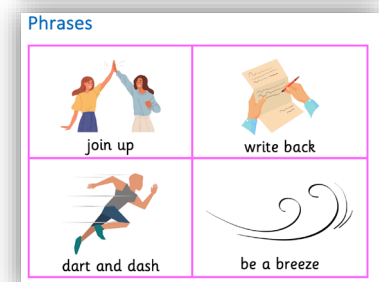 Phrases
join up
write back
dart and dash
be a breeze